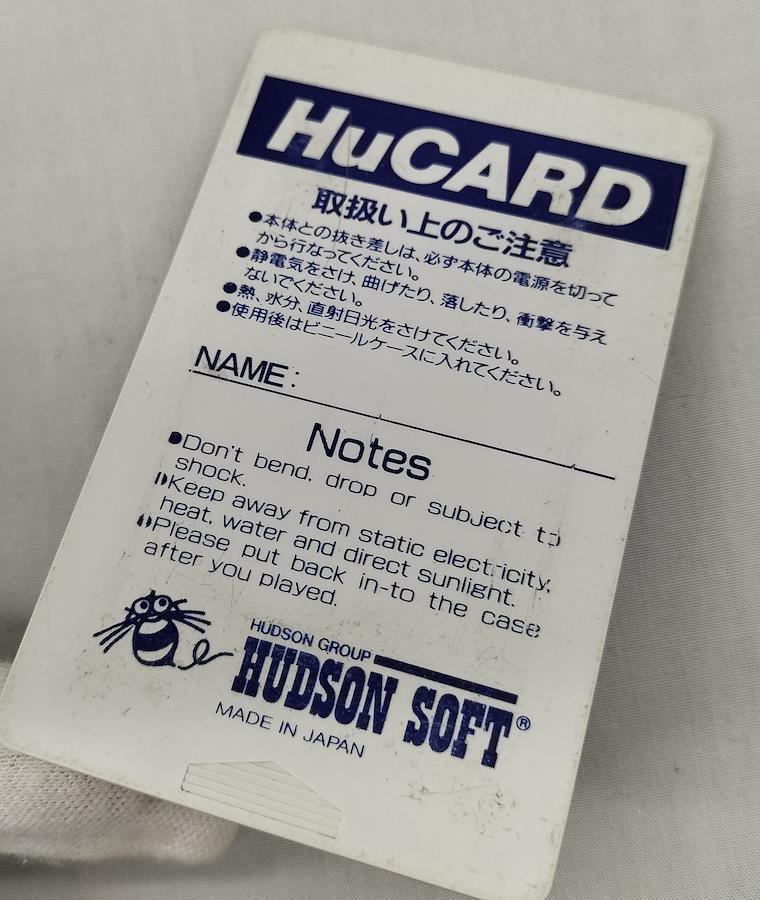 HuCARD
取扱い上のご注意
●本体との抜き差しは、必ず本体の電源を切って
から行なってください。
●静電気をさけ、曲げたり、落したり、衝撃を与え
ないでください。
●熱、水分、直射日光をさけてください。
●使用後はビニールケースに入れてください。
NAME:
Notes
●Don't bend, drop or subject to
shock.
●Keep away from static electricity,
heat, water and direct sunlight.
●Please put back in-to the case
after you played.
HUDSON GROUP
HUDSON SOFT®
MADE IN JAPAN